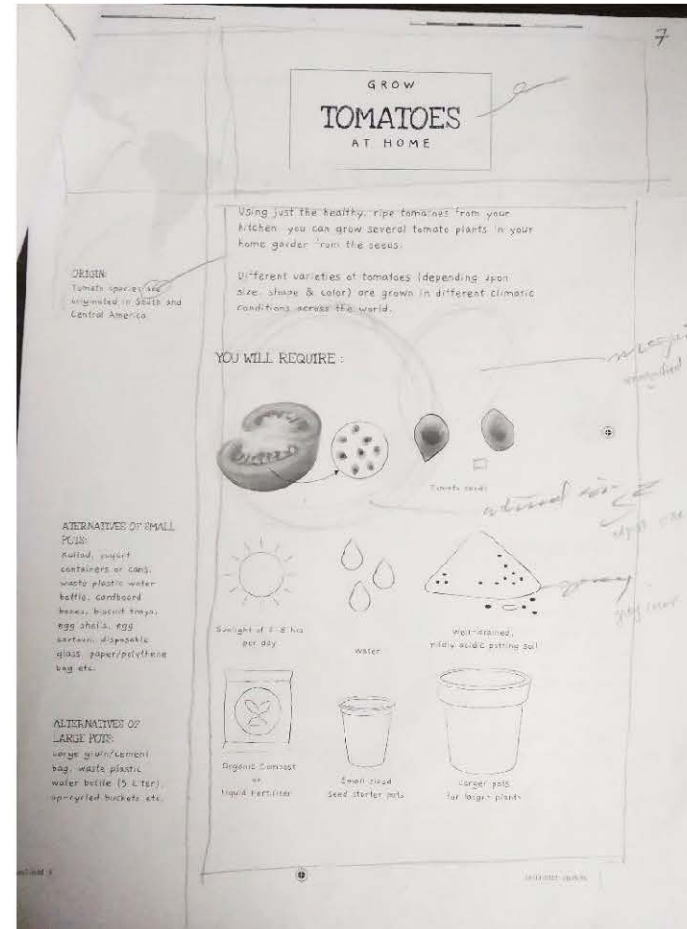 7
GROW
TOMATOES
AT HOME
Using just the healthy, ripe tomatoes from your
kitchen you can grow several tomato plants in your
home garden from the seeds.
Different varieties of tomatoes (depending upon
size, shape & color) are grown in different climatic
conditions across the world.
ORIGIN:
Tomato species are
originated in South and
Central America.
YOU WILL REQUIRE :
Tomato seeds
ATERNATIVES OF SMALL
POTS:
Kulhad, yogurt
containers or cans,
waste plastic water
bottle, cardboard
boxes, biscuit trays,
egg shells, egg
cartoon, disposable
glass, paper/polythene
bag etc.
Sunlight of 6-8 hrs
per day
Water
Well-drained,
mildly acidic potting soil
ALTERNATIVES OF
LARGE POTS:
Large grain/cement
bag, waste plastic
water bottle (5 Liter),
up-cycled buckets etc.
Organic Compost
or
Liquid Fertilizer
Small sized
Seed starter pots
Larger pots
for larger plants